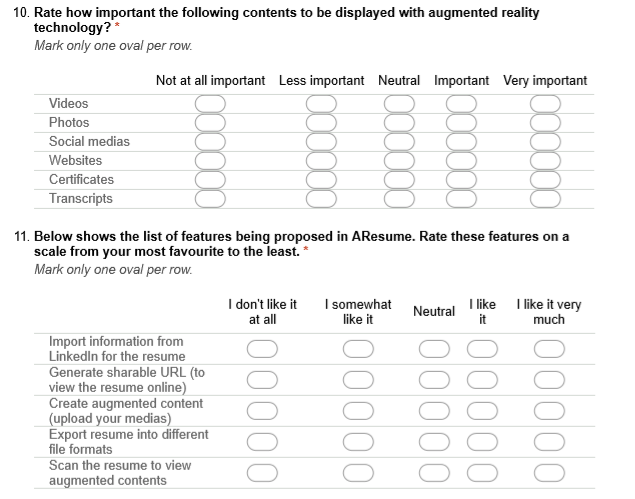 10. Rate how important the following contents to be displayed with augmented reality
technology? *
Mark only one oval per row.
Not at all important Less important Neutral Important Very important
Videos
Photos
Social medias
Websites
Certificates
Transcripts
11. Below shows the list of features being proposed in AResume. Rate these features on a
scale from your most favourite to the least. *
Mark only one oval per row.
I don't like it at all I somewhat like it Neutral I like it I like it very much
Import information from
LinkedIn for the resume
Generate sharable URL (to
view the resume online)
Create augmented content
(upload your medias)
Export resume into different
file formats
Scan the resume to view
augmented contents